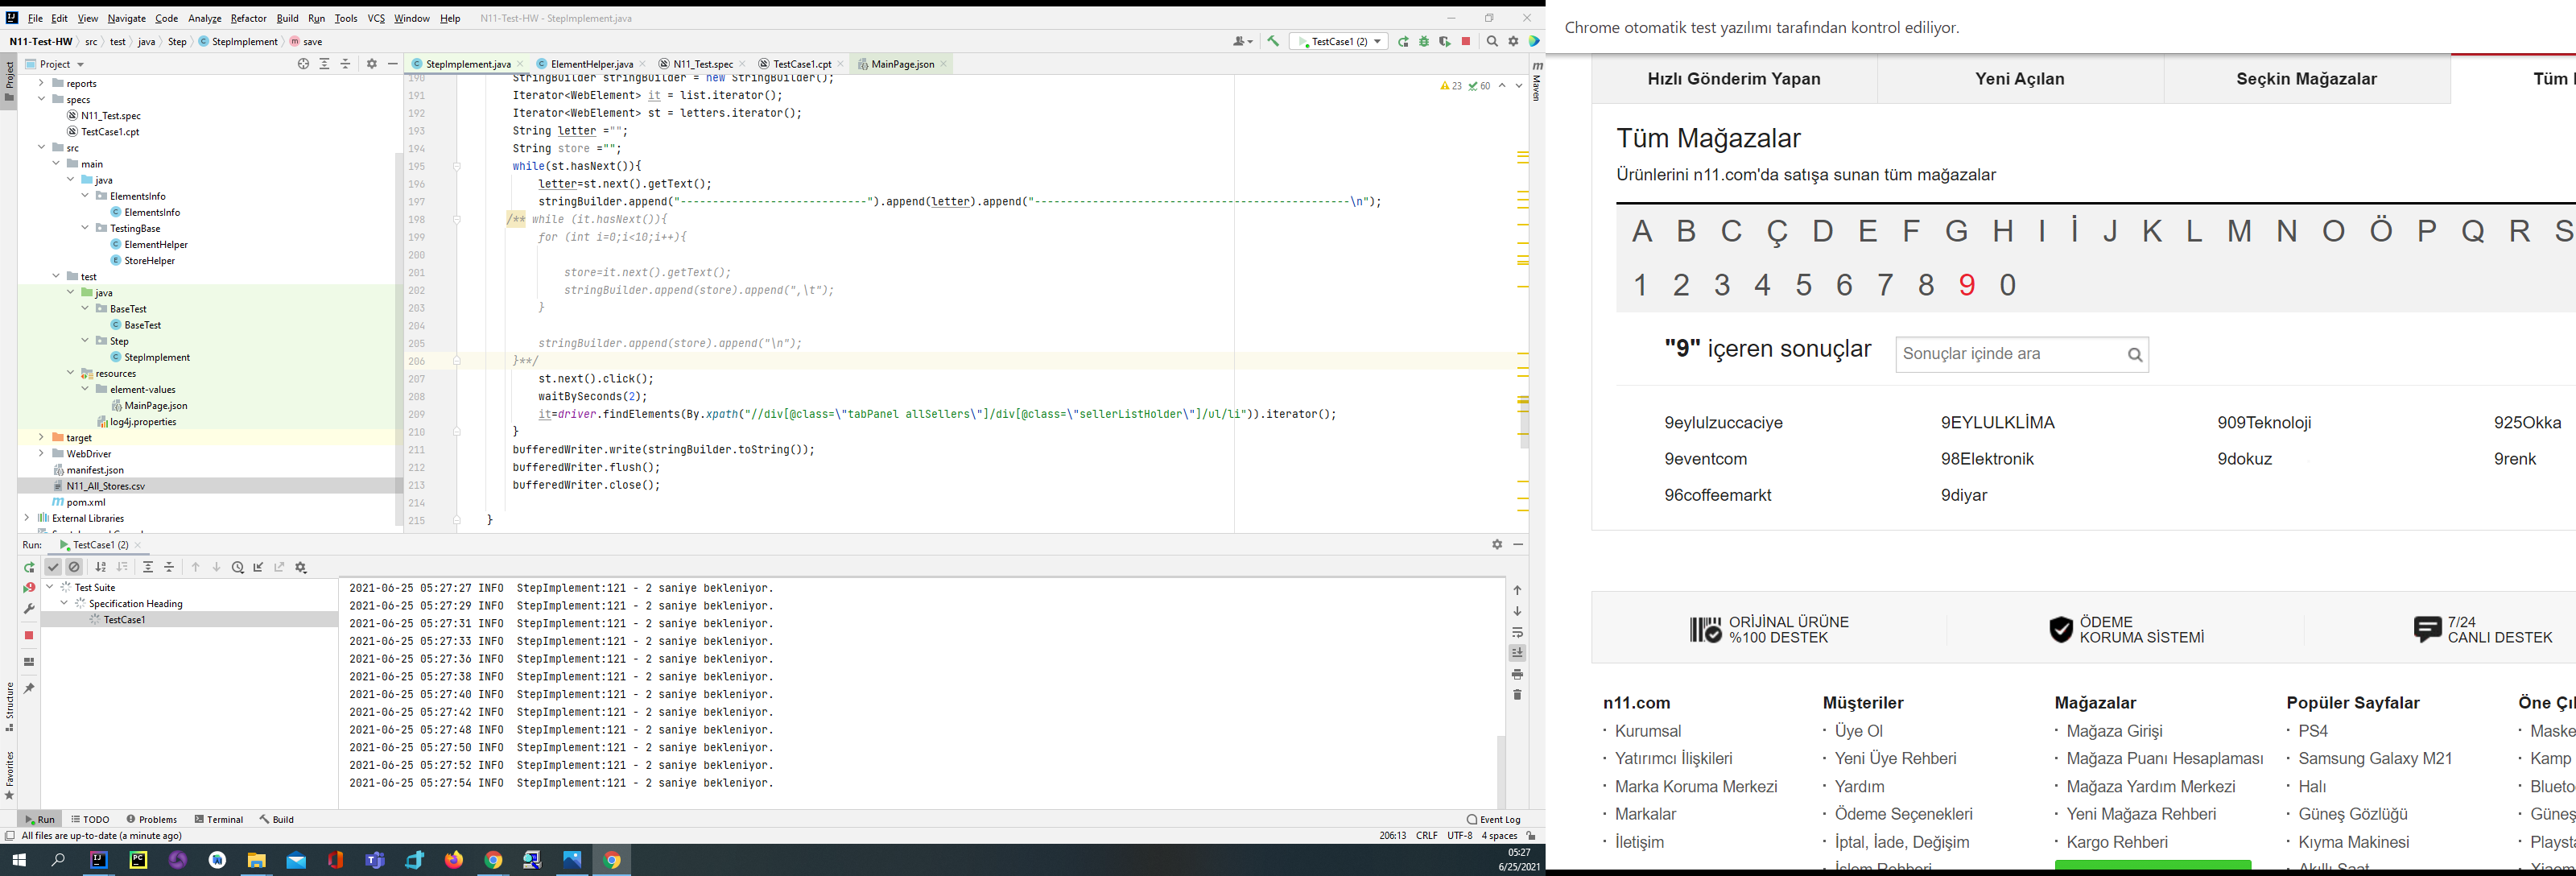 File Edit View Navigate Code Analyze Refactor Build Run Tools VCS Window Help N11-Test-HW - StepImplement.java
N11-Test-HW src test java Step StepImplement save
TestCase1 (2)
Project
StepImplement.java ElementHelper.java N11_Test.spec TestCase1.cpt MainPage.json
Project
Maven
reports
specs
N11_Test.spec
TestCase1.cpt
src
main
java
ElementsInfo
ElementsInfo
TestingBase
ElementHelper
StoreHelper
test
java
BaseTest
BaseTest
Step
StepImplement
resources
element-values
MainPage.json
log4j.properties
target
WebDriver
manifest.json
N11_All_Stores.csv
pom.xml
External Libraries
23 60
190 StringBuilder stringBuilder = new StringBuilder();
191 Iterator<WebElement> it = list.iterator();
192 Iterator<WebElement> st = letters.iterator();
193 String letter ="";
194 String store ="";
195 while(st.hasNext()){
196 letter=st.next().getText();
197 stringBuilder.append("-----------------------------").append(letter).append("-------------------------------------------------\n");
198 /** while (it.hasNext()){
199 for (int i=0;i<10;i++){
200
201 store=it.next().getText();
202 stringBuilder.append(store).append(",\t");
203 }
204
205 stringBuilder.append(store).append("\n");
206 }**/
207 st.next().click();
208 waitBySeconds(2);
209 it=driver.findElements(By.xpath("//div[@class=\"tabPanel allSellers\"]/div[@class=\"sellerListHolder\"]/ul/li")).iterator();
210 }
211 bufferedWriter.write(stringBuilder.toString());
212 bufferedWriter.flush();
213 bufferedWriter.close();
214
215 }
Run: TestCase1 (2)
Test Suite
Specification Heading
TestCase1
2021-06-25 05:27:27 INFO StepImplement:121 - 2 saniye bekleniyor.
2021-06-25 05:27:29 INFO StepImplement:121 - 2 saniye bekleniyor.
2021-06-25 05:27:31 INFO StepImplement:121 - 2 saniye bekleniyor.
2021-06-25 05:27:33 INFO StepImplement:121 - 2 saniye bekleniyor.
2021-06-25 05:27:36 INFO StepImplement:121 - 2 saniye bekleniyor.
2021-06-25 05:27:38 INFO StepImplement:121 - 2 saniye bekleniyor.
2021-06-25 05:27:40 INFO StepImplement:121 - 2 saniye bekleniyor.
2021-06-25 05:27:42 INFO StepImplement:121 - 2 saniye bekleniyor.
2021-06-25 05:27:48 INFO StepImplement:121 - 2 saniye bekleniyor.
2021-06-25 05:27:50 INFO StepImplement:121 - 2 saniye bekleniyor.
2021-06-25 05:27:52 INFO StepImplement:121 - 2 saniye bekleniyor.
2021-06-25 05:27:54 INFO StepImplement:121 - 2 saniye bekleniyor.
Structure
Favorites
Run TODO Problems Terminal Build Event Log
All files are up-to-date (a minute ago) 206:13 CRLF UTF-8 4 spaces
05:27
6/25/2021
Chrome otomatik test yazılımı tarafından kontrol ediliyor.
Hızlı Gönderim Yapan Yeni Açılan Seçkin Mağazalar Tüm
Tüm Mağazalar
Ürünlerini n11.com'da satışa sunan tüm mağazalar
A B C Ç D E F G H I İ J K L M N O Ö P Q R S
1 2 3 4 5 6 7 8 9 0
"9" içeren sonuçlar Sonuçlar içinde ara
9eylulzuccaciye 9EYLULKLİMA 909Teknoloji 925Okka
9eventcom 98Elektronik 9dokuz 9renk
96coffeemarkt 9diyar
ORİJİNAL ÜRÜNE
%100 DESTEK
ÖDEME
KORUMA SİSTEMİ
7/24
CANLI DESTEK
n11.com Müşteriler Mağazalar Popüler Sayfalar Öne
Kurumsal Üye Ol Mağaza Girişi PS4 Maske
Yatırımcı İlişkileri Yeni Üye Rehberi Mağaza Puanı Hesaplaması Samsung Galaxy M21 Kamp
Marka Koruma Merkezi Yardım Mağaza Yardım Merkezi Halı
Markalar Ödeme Seçenekleri Yeni Mağaza Rehberi Güneş Gözlüğü Güneş
İletişim İptal, İade, Değişim Kargo Rehberi Kıyma Makinesi
İşlem Rehberi Akıllı Saat